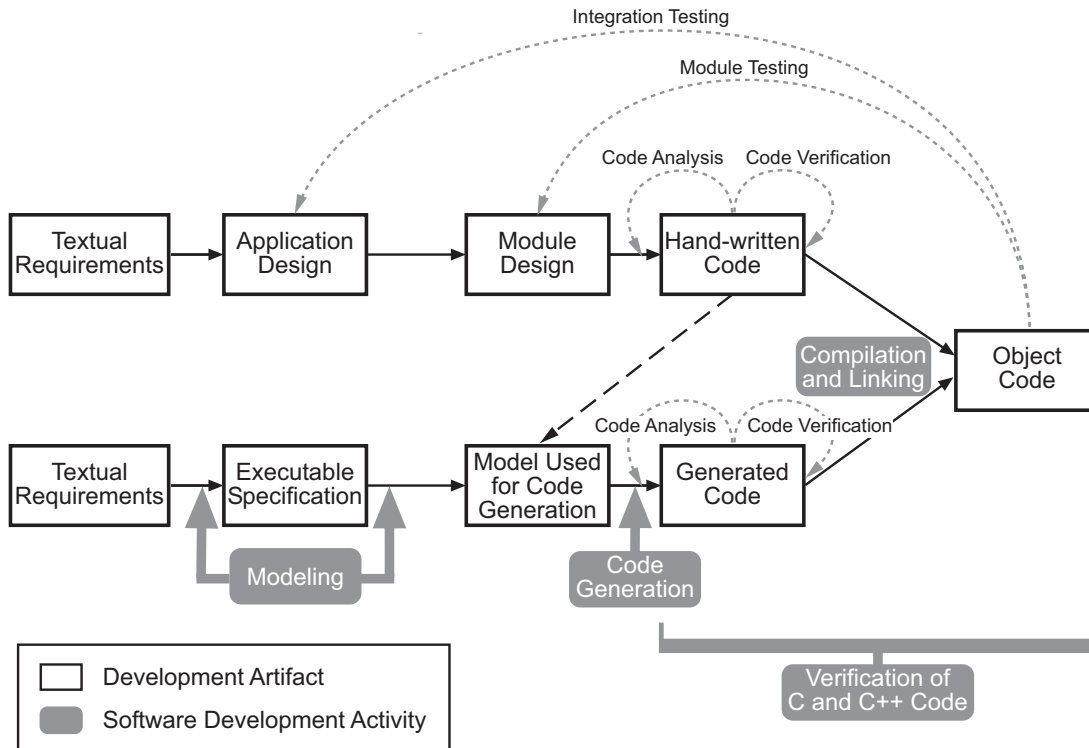 Integration Testing
Module Testing
Code Analysis
Code Verification
Textual
Requirements
Application
Design
Module
Design
Hand-written
Code
Compilation
and Linking
Object
Code
Code Analysis
Code Verification
Textual
Requirements
Executable
Specification
Model Used
for Code
Generation
Generated
Code
Modeling
Code
Generation
Development Artifact
Software Development Activity
Verification of
C and C++ Code